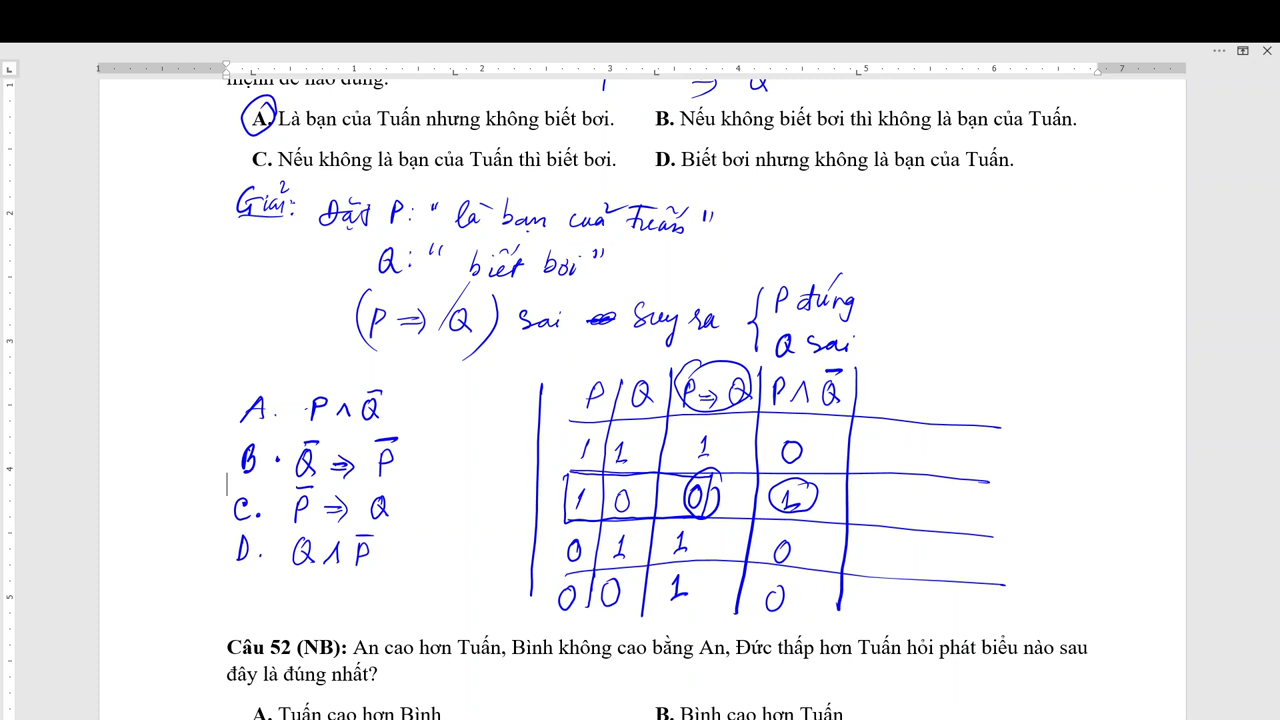 mệnh đề nào đúng.
⇒ Q
A. Là bạn của Tuấn nhưng không biết bơi. B. Nếu không biết bơi thì không là bạn của Tuấn.
C. Nếu không là bạn của Tuấn thì biết bơi. D. Biết bơi nhưng không là bạn của Tuấn.
Giải: Đặt P: "là bạn của Tuấn"
Q: "biết bơi"
(P ⇒ Q) sai Suy ra { P đúng
Q sai
P Q P ⇒ Q P ∧ Q̅
A. P ∧ Q̅
1 1 1 0
B. Q̅ ⇒ P̅
1 0 0 1
C. P̅ ⇒ Q
D. Q ∧ P̅
0 1 1 0
0 0 1 0
Câu 52 (NB): An cao hơn Tuấn, Bình không cao bằng An, Đức thấp hơn Tuấn hỏi phát biểu nào sau
đây là đúng nhất?
A. Tuấn cao hơn Bình B. Bình cao hơn Tuấn